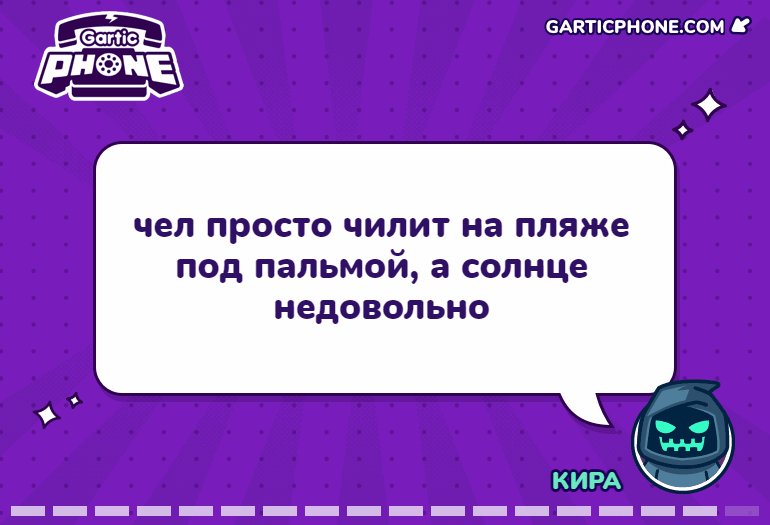 Gartic
PHONE
GARTICPHONE.COM
чел просто чилит на пляже
под пальмой, а солнце
недовольно
КИРА